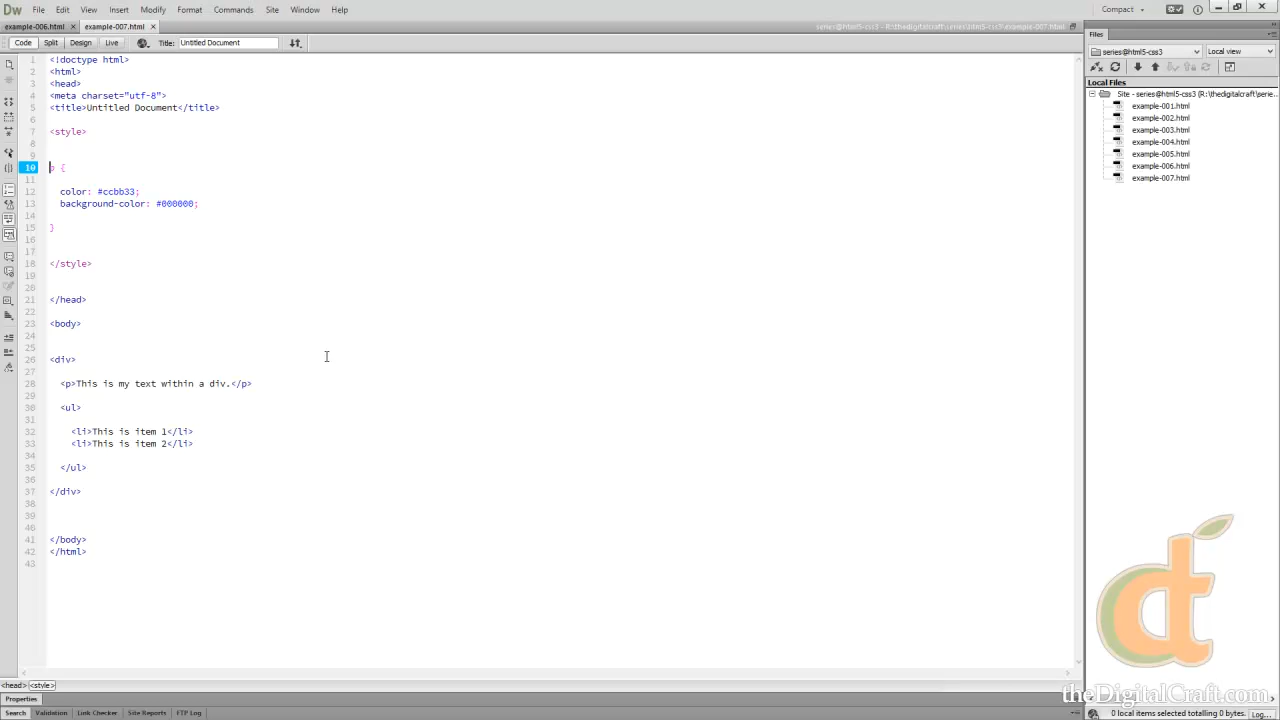 Dw File Edit View Insert Modify Format Commands Site Window Help Compact
example-006.html × example-007.html ×
series@html5-css3 - R:\thedigitalcraft\series\html5-css3\example-007.html
Code Split Design Live Title: Untitled Document
1 <!doctype html>
2 <html>
3 <head>
4 <meta charset="utf-8">
5 <title>Untitled Document</title>
6
7 <style>
8
9
10 p {
11
12 color: #ccbb33;
13 background-color: #000000;
14
15 }
16
17
18 </style>
19
20
21 </head>
22
23 <body>
24
25
26 <div>
27
28 <p>This is my text within a div.</p>
29
30 <ul>
31
32 <li>This is item 1</li>
33 <li>This is item 2</li>
34
35 </ul>
36
37 </div>
38
39
40
41 </body>
42 </html>
43
<head> <style>
Properties
Search Validation Link Checker Site Reports FTP Log
Files
series@html5-css3 Local view
Local Files
Site - series@html5-css3 (R:\thedigitalcraft\serie...
example-001.html
example-002.html
example-003.html
example-004.html
example-005.html
example-006.html
example-007.html
dt
theDigitalCraft.com
0 local items selected totalling 0 bytes. Log...